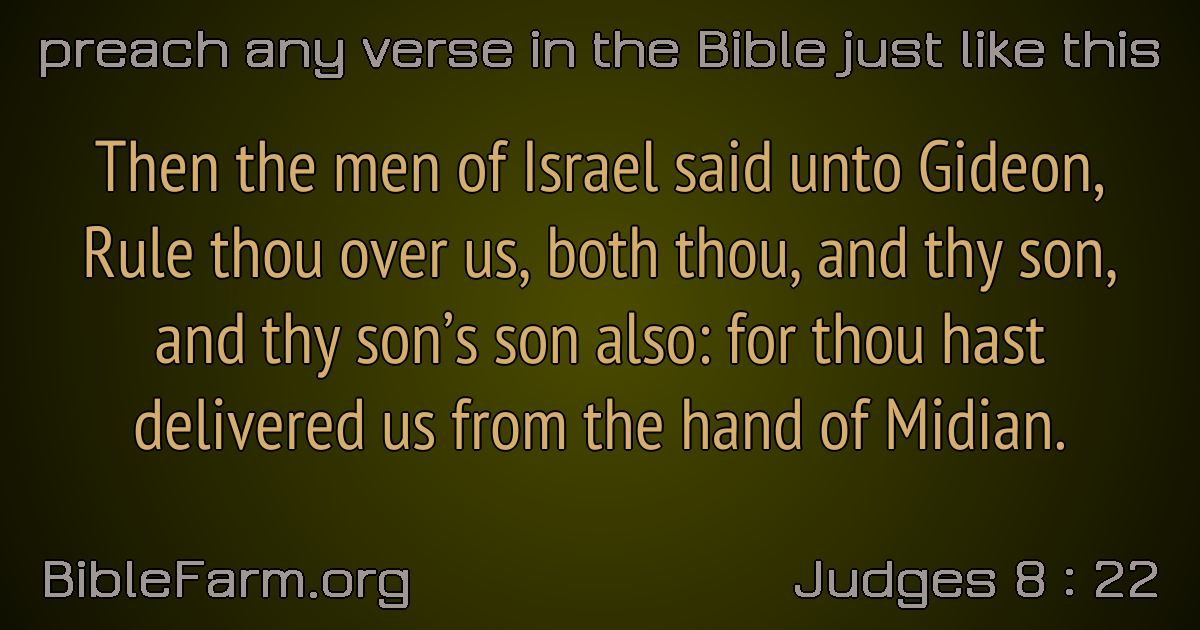 preach any verse in the Bible just like this
Then the men of Israel said unto Gideon,
Rule thou over us, both thou, and thy son,
and thy son’s son also: for thou hast
delivered us from the hand of Midian.
BibleFarm.org
Judges 8 : 22